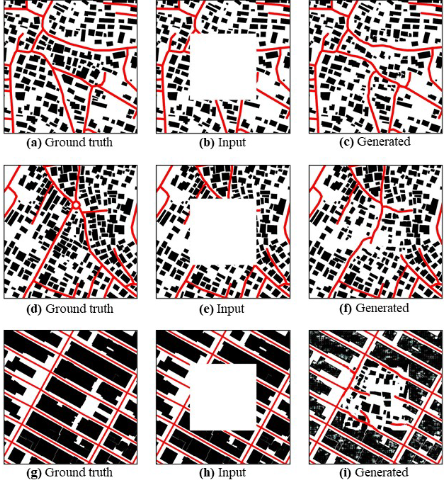 (a) Ground truth (b) Input (c) Generated
(d) Ground truth (e) Input (f) Generated
(g) Ground truth (h) Input (i) Generated